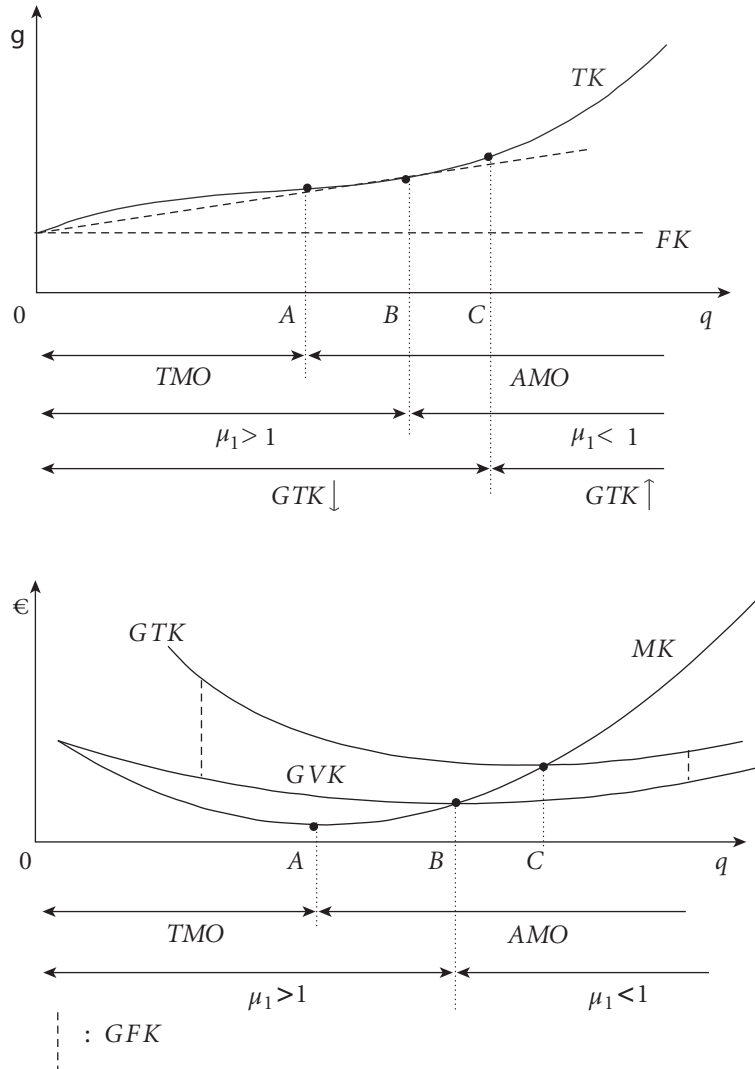 g
TK
FK
0 A B C q
TMO AMO
μ₁ > 1 μ₁ < 1
GTK↓ GTK↑
€
GTK
MK
GVK
0 A B C q
TMO AMO
μ₁ >1 μ₁ <1
: GFK